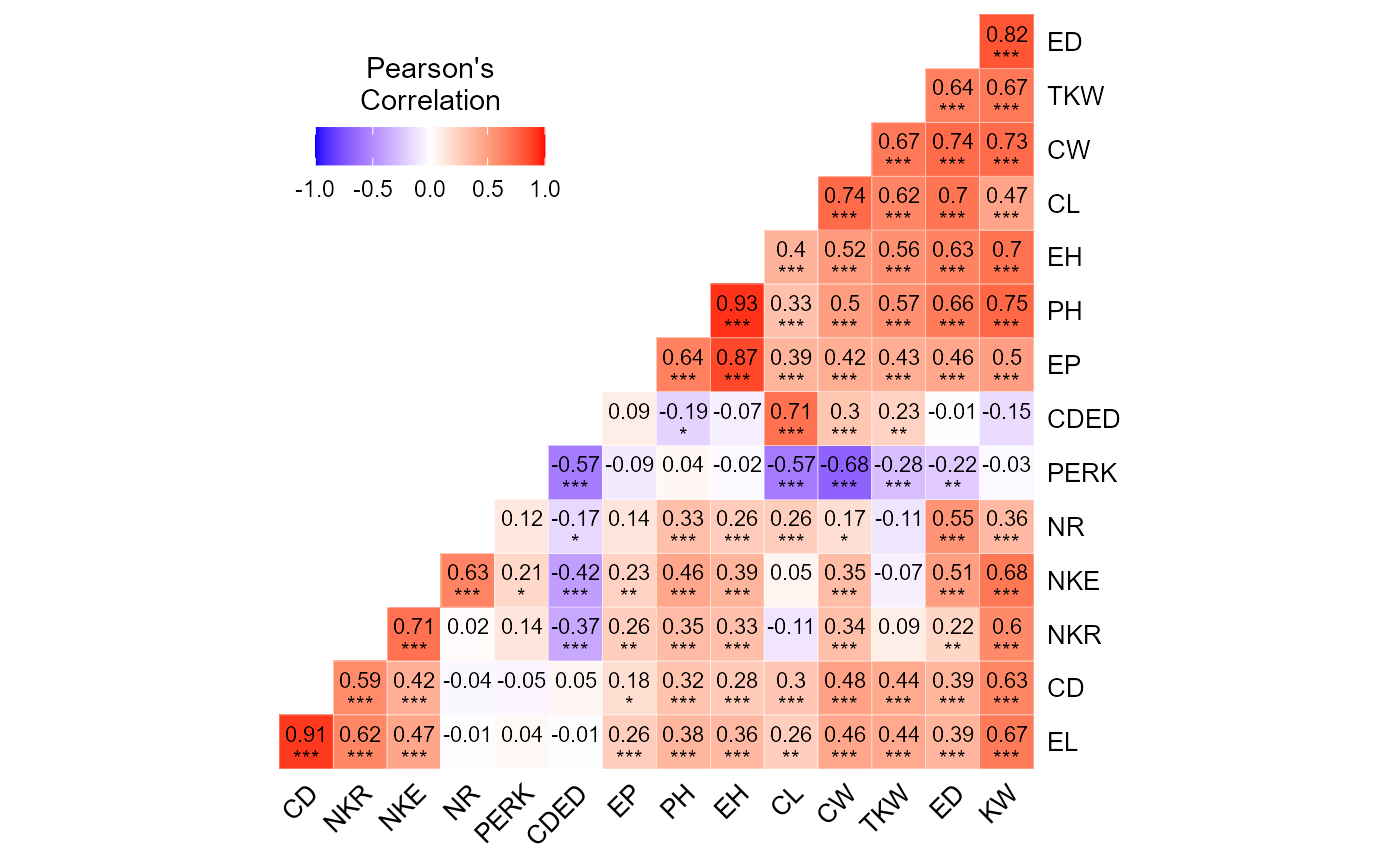 Pearson's
Correlation
-1.0 -0.5 0.0 0.5 1.0
0.82 ED
***
0.64 0.67 TKW
*** ***
0.67 0.74 0.73 CW
*** *** ***
0.74 0.62 0.7 0.47 CL
*** *** *** ***
0.4 0.52 0.56 0.63 0.7 EH
*** *** *** *** ***
0.93 0.33 0.5 0.57 0.66 0.75 PH
*** *** *** *** *** ***
0.64 0.87 0.39 0.42 0.43 0.46 0.5 EP
*** *** *** *** *** *** ***
0.09 -0.19 -0.07 0.71 0.3 0.23 -0.01 -0.15 CDED
* *** *** **
-0.57 -0.09 0.04 -0.02 -0.57 -0.68 -0.28 -0.22 -0.03 PERK
*** *** *** *** **
0.12 -0.17 0.14 0.33 0.26 0.26 0.17 -0.11 0.55 0.36 NR
* *** *** *** * *** ***
0.63 0.21 -0.42 0.23 0.46 0.39 0.05 0.35 -0.07 0.51 0.68 NKE
*** * *** ** *** *** *** *** ***
0.71 0.02 0.14 -0.37 0.26 0.35 0.33 -0.11 0.34 0.09 0.22 0.6 NKR
*** *** ** *** *** *** ** ***
0.59 0.42 -0.04 -0.05 0.05 0.18 0.32 0.28 0.3 0.48 0.44 0.39 0.63 CD
*** *** * *** *** *** *** *** *** ***
0.91 0.62 0.47 -0.01 0.04 -0.01 0.26 0.38 0.36 0.26 0.46 0.44 0.39 0.67 EL
*** *** *** *** *** *** ** *** *** *** ***
CD NKR NKE NR PERK CDED EP PH EH CL CW TKW ED KW